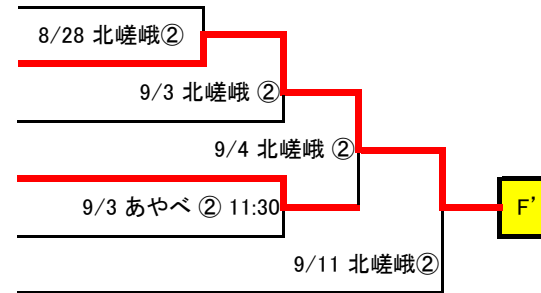 8/28 北嵯峨②
9/3 北嵯峨 ②
9/4 北嵯峨 ②
9/3 あやべ ② 11:30
F’
9/11 北嵯峨②